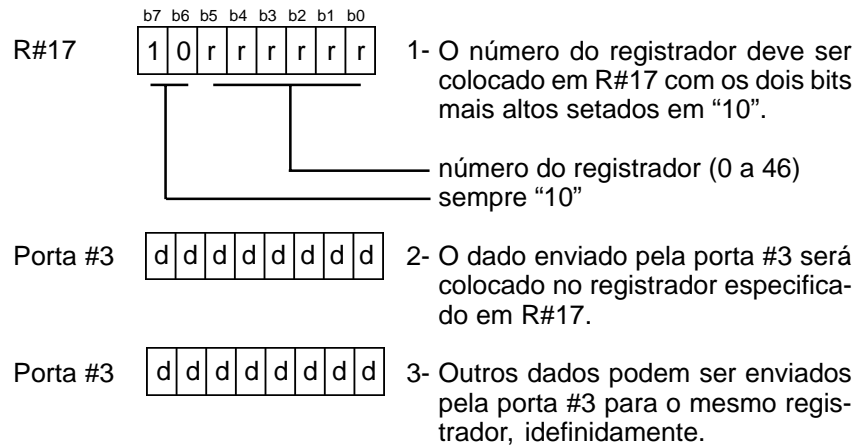 b7 b6 b5 b4 b3 b2 b1 b0
R#17 1 0 r r r r r r 1- O número do registrador deve ser
colocado em R#17 com os dois bits
mais altos setados em “10”.
número do registrador (0 a 46)
sempre “10”
Porta #3 d d d d d d d d 2- O dado enviado pela porta #3 será
colocado no registrador especifica-
do em R#17.
Porta #3 d d d d d d d d 3- Outros dados podem ser enviados
pela porta #3 para o mesmo regis-
trador, idefinidamente.